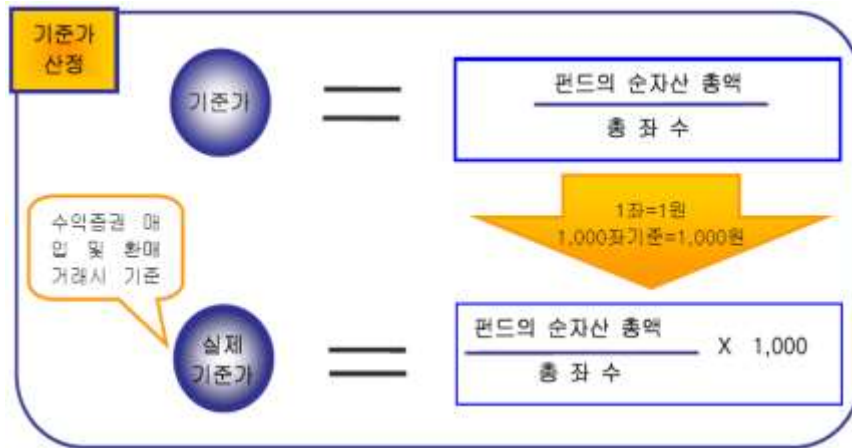 기준가
산정
기준가
펀드의 순자산 총액
총 좌 수
1좌=1원
1,000좌기준=1,000원
수익증권 매
입 및 환매
거래시 기준
실제
기준가
펀드의 순자산 총액
총 좌 수
X 1,000